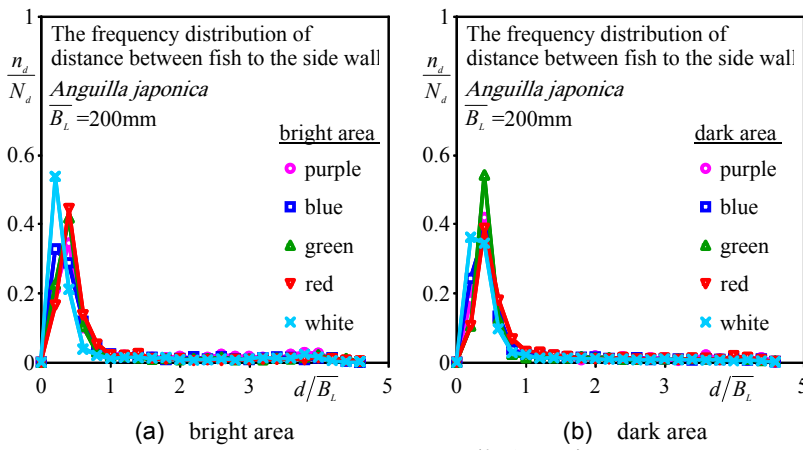 1
The frequency distribution of
distance between fish to the side wall
n_d/N_d
Anguilla japonica
B_L =200mm
bright area
0.6
purple
blue
0.4
green
red
0.2
white
0
0 1 2 3 4 5
d/B_L
(a) bright area
1
The frequency distribution of
distance between fish to the side wall
n_d/N_d
Anguilla japonica
B_L =200mm
dark area
0.6
purple
blue
0.4
green
red
0.2
white
0
0 1 2 3 4 5
d/B_L
(b) dark area